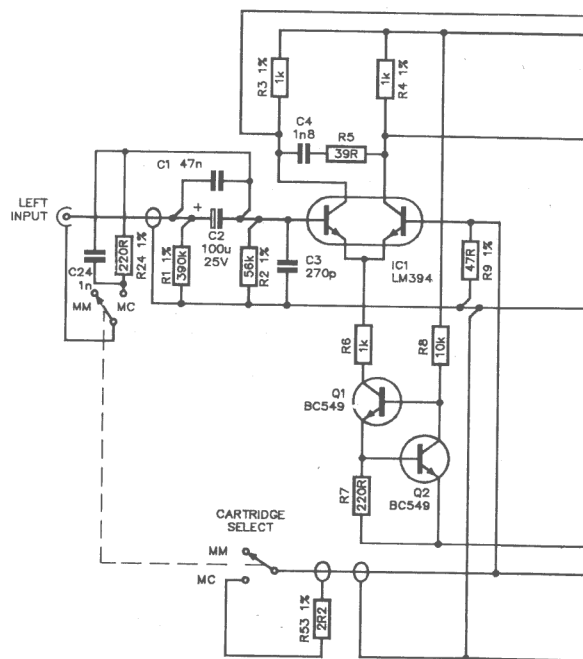 R3 1%
1k
1k
R4 1%
C4
1n8
R5
39R
C1
47n
LEFT
INPUT
+
C2
100u
25V
220R
R24 1%
C24
1n
R1 1%
390k
56k
R2 1%
C3
270p
IC1
LM394
47R
R9 1%
MM
MC
R6
1k
R8
10k
Q1
BC549
R7
220R
Q2
BC549
CARTRIDGE
SELECT
MM
MC
R53 1%
2R2